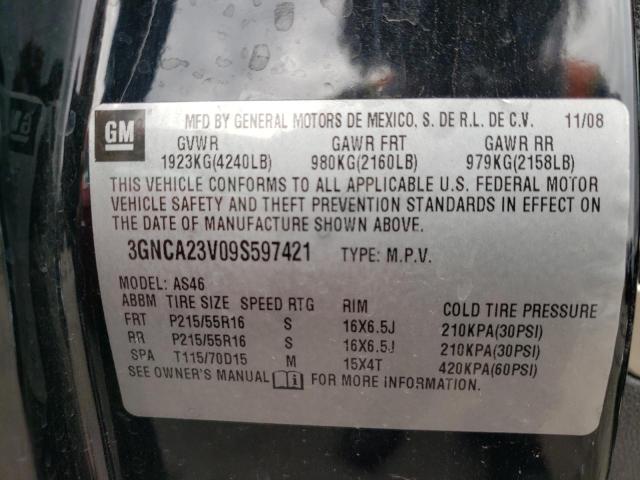 GM MFD BY GENERAL MOTORS DE MEXICO, S. DE R.L. DE C.V. 11/08
GVWR GAWR FRT GAWR RR
1923KG(4240LB) 980KG(2160LB) 979KG(2158LB)
THIS VEHICLE CONFORMS TO ALL APPLICABLE U.S. FEDERAL MOTOR
VEHICLE SAFETY AND THEFT PREVENTION STANDARDS IN EFFECT ON
THE DATE OF MANUFACTURE SHOWN ABOVE.
3GNCA23V09S597421 TYPE: M.P.V.
MODEL: AS46
ABBM TIRE SIZE SPEED RTG RIM COLD TIRE PRESSURE
FRT P215/55R16 S 16X6.5J 210KPA(30PSI)
RR P215/55R16 S 16X6.5J 210KPA(30PSI)
SPA T115/70D15 M 15X4T 420KPA(60PSI)
SEE OWNER'S MANUAL FOR MORE INFORMATION.